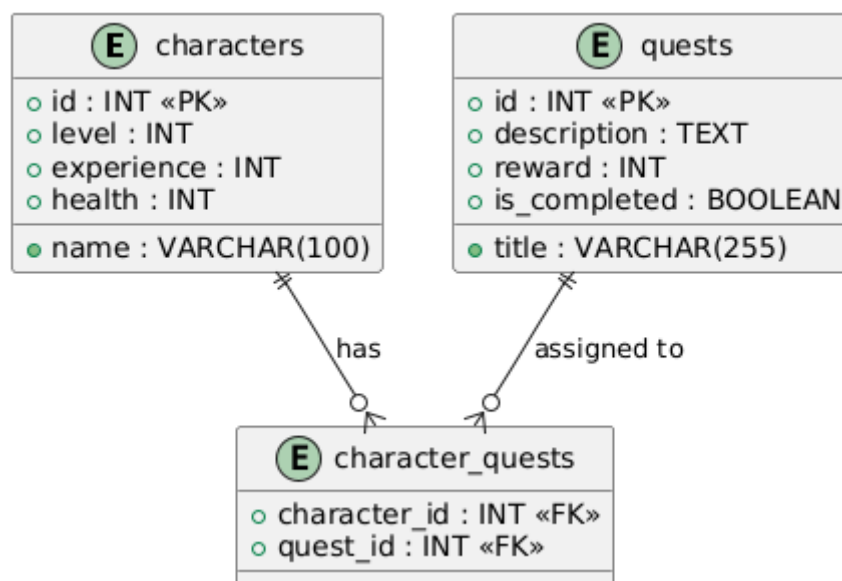 E characters
id : INT «PK»
level : INT
experience : INT
health : INT
name : VARCHAR(100)
E quests
id : INT «PK»
description : TEXT
reward : INT
is_completed : BOOLEAN
title : VARCHAR(255)
has
assigned to
E character_quests
character_id : INT «FK»
quest_id : INT «FK»